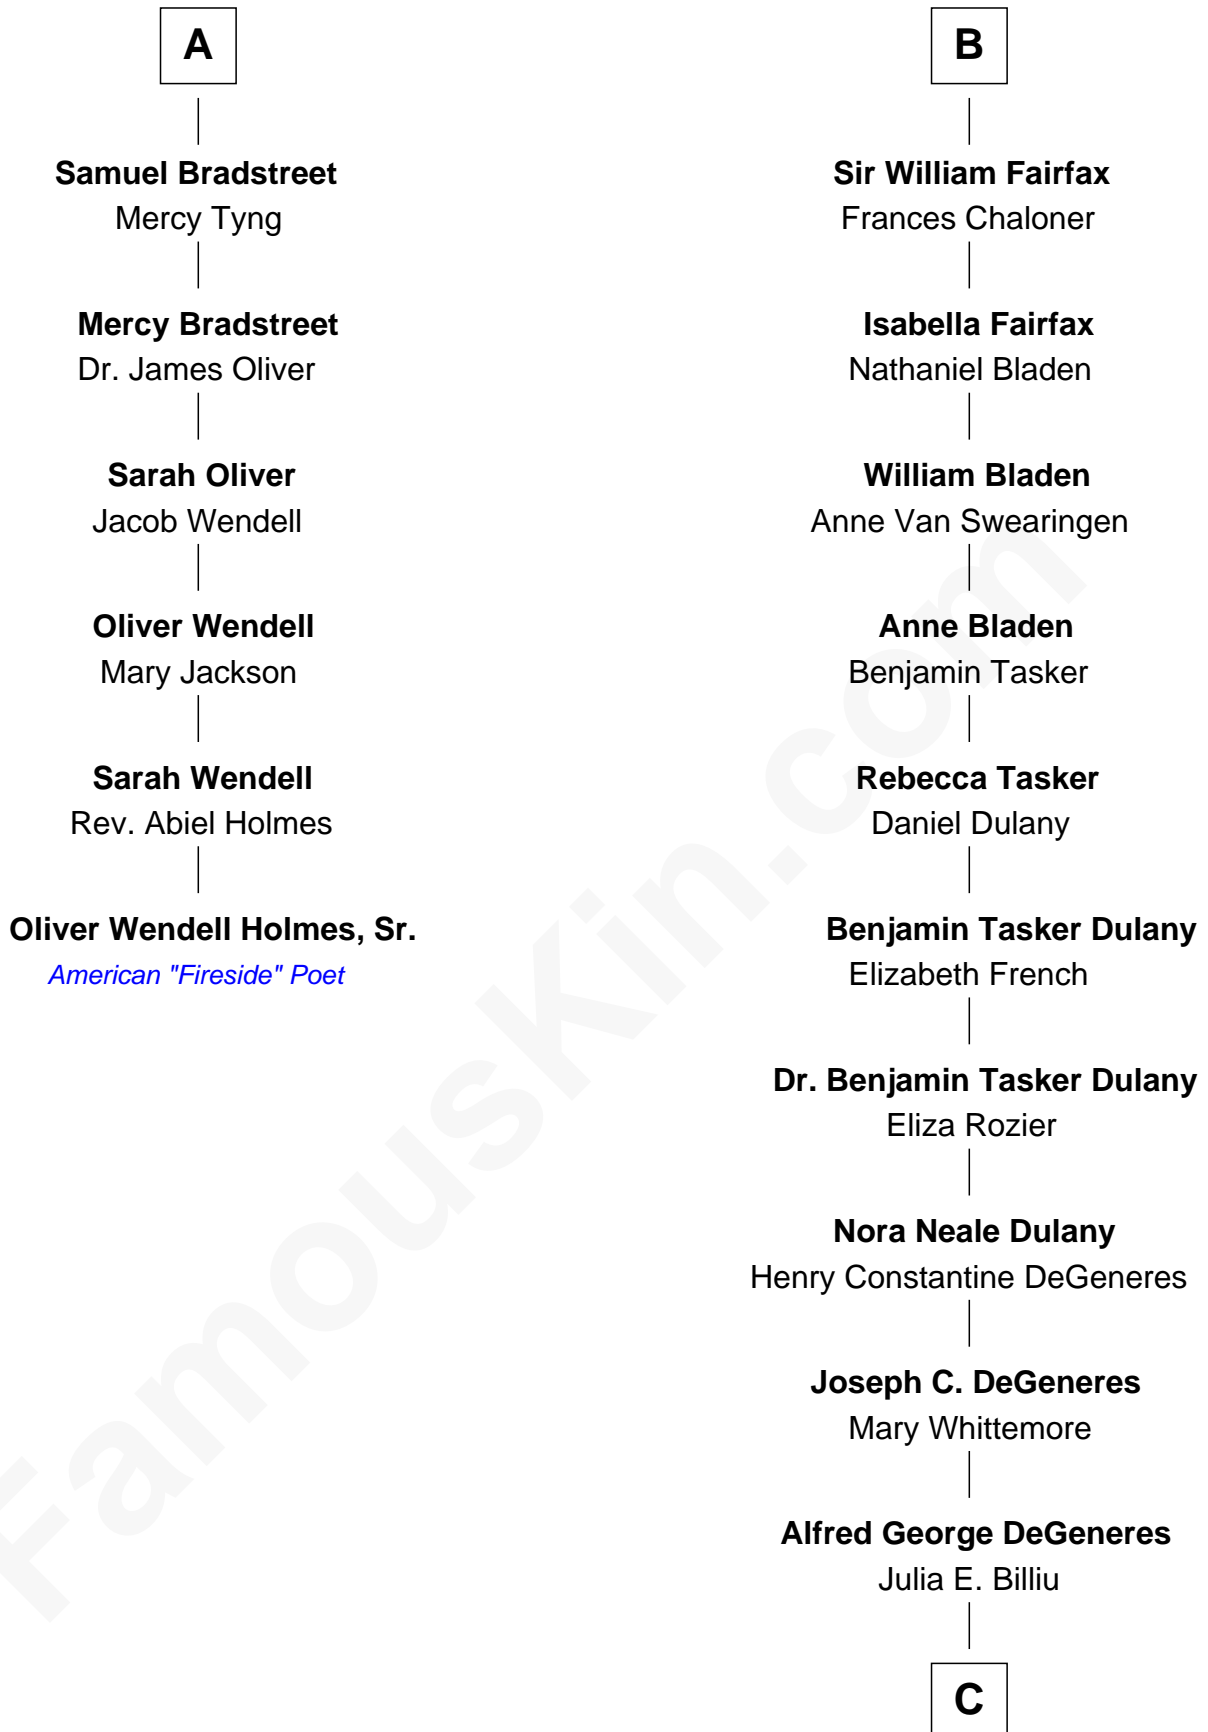 A
Samuel Bradstreet
Mercy Tyng
Mercy Bradstreet
Dr. James Oliver
Sarah Oliver
Jacob Wendell
Oliver Wendell
Mary Jackson
Sarah Wendell
Rev. Abiel Holmes
Oliver Wendell Holmes, Sr.
American "Fireside" Poet
B
Sir William Fairfax
Frances Chaloner
Isabella Fairfax
Nathaniel Bladen
William Bladen
Anne Van Swearingen
Anne Bladen
Benjamin Tasker
Rebecca Tasker
Daniel Dulany
Benjamin Tasker Dulany
Elizabeth French
Dr. Benjamin Tasker Dulany
Eliza Rozier
Nora Neale Dulany
Henry Constantine DeGeneres
Joseph C. DeGeneres
Mary Whittemore
Alfred George DeGeneres
Julia E. Billiu
C
FamousKin.com